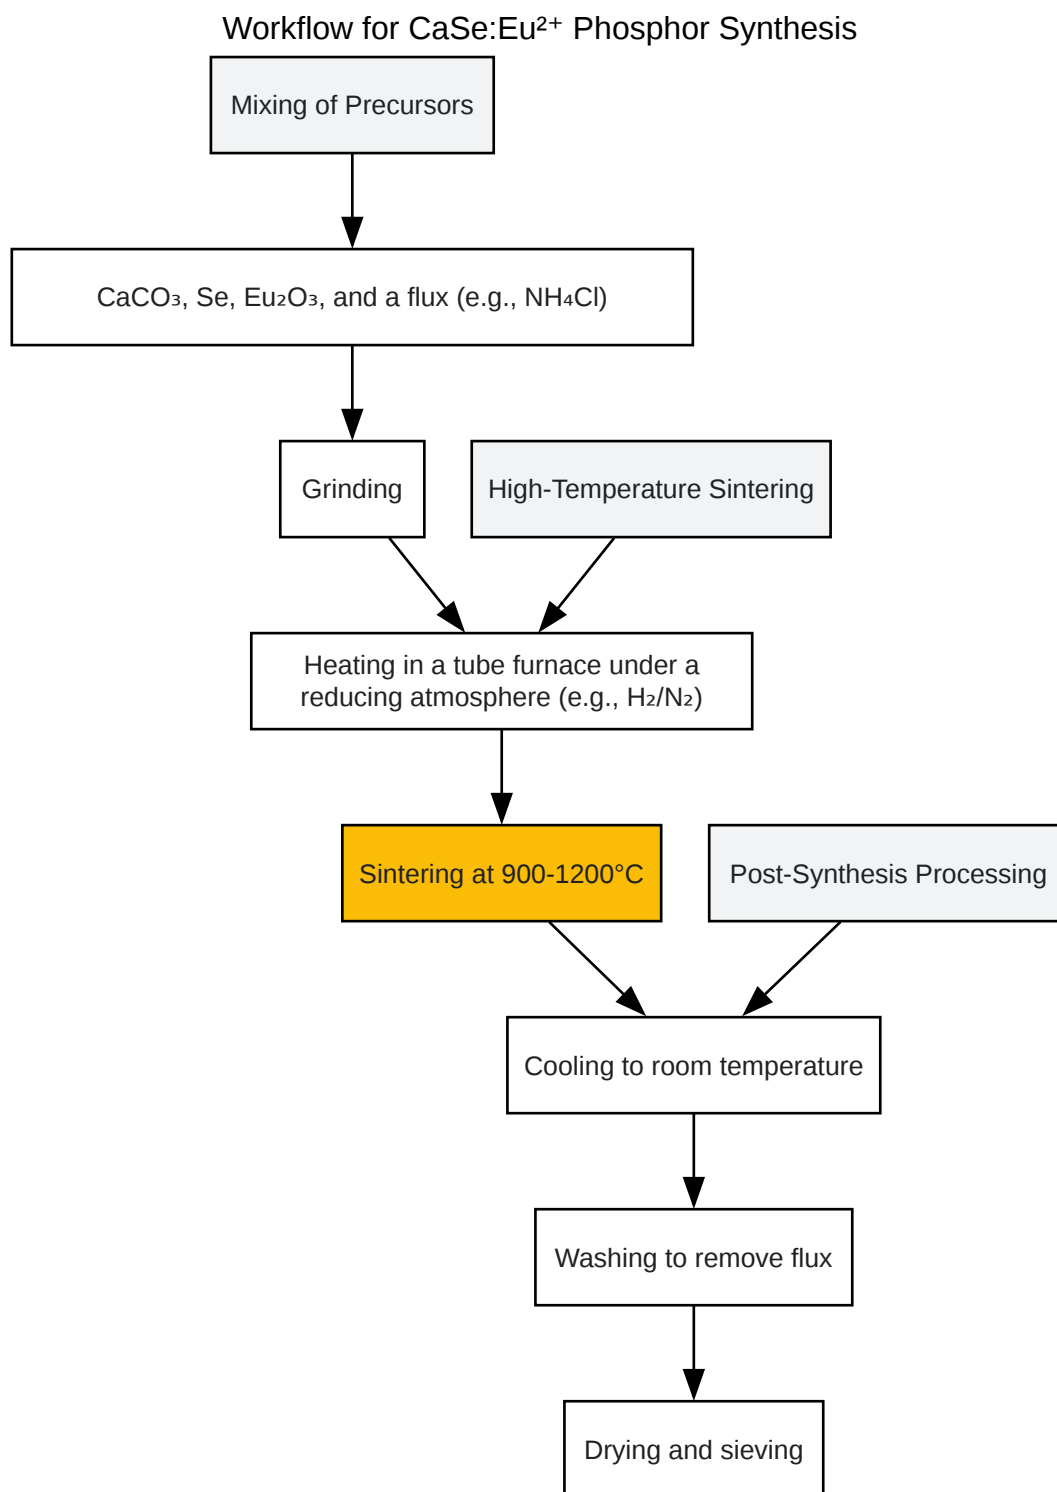 Workflow for CaSe:Eu²⁺ Phosphor Synthesis
Mixing of Precursors
CaCO₃, Se, Eu₂O₃, and a flux (e.g., NH₄Cl)
Grinding
High-Temperature Sintering
Heating in a tube furnace under a
reducing atmosphere (e.g., H₂/N₂)
Sintering at 900-1200°C
Post-Synthesis Processing
Cooling to room temperature
Washing to remove flux
Drying and sieving